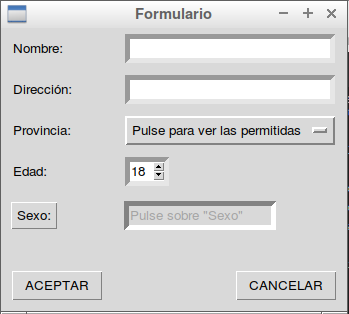 Formulario
Nombre:
Dirección:
Provincia: Pulse para ver las permitidas
Edad: 18
Sexo: Pulse sobre "Sexo"
ACEPTAR CANCELAR